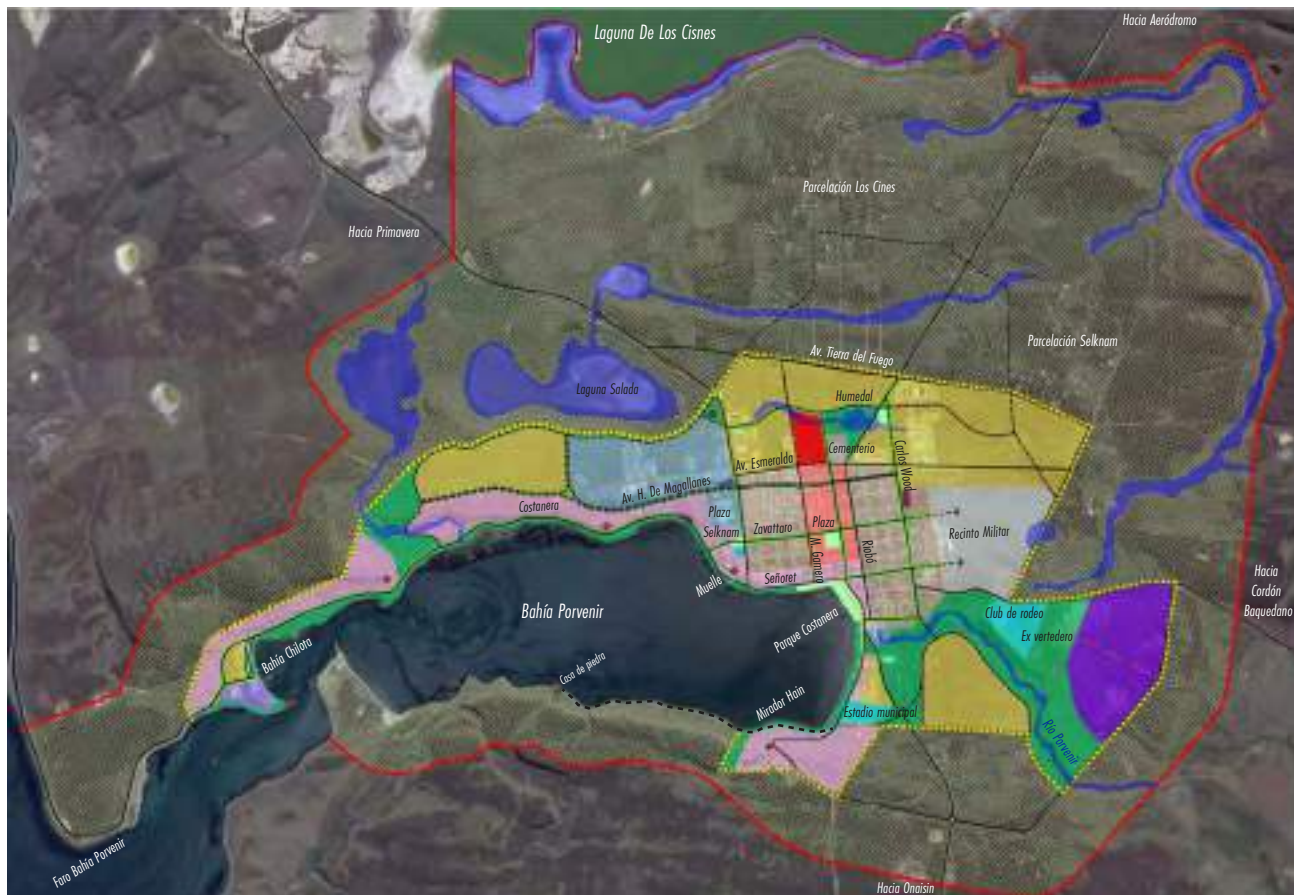 Hacia Aeródromo
Laguna De Los Cisnes
Parcelación Los Cines
Hacia Primavera
Parcelación Selknam
Av. Tierra del Fuego
Laguna Salada
Humedal
Cementerio
Carlos Wood
Av. Esmeralda
Av. H. De Magallanes
Costanera
Plaza
Selknam
Zavattaro
Plaza
M. Gamero
Riobó
Recinto Militar
Muelle
Señoret
Hacia
Cordón
Baquedano
Bahía Porvenir
Parque Costanera
Club de rodeo
Ex vertedero
Bahía Chilota
Casa de piedra
Mirador Hain
Estadio municipal
Río Porvenir
Faro Bahía Porvenir
Hacia Onaisin